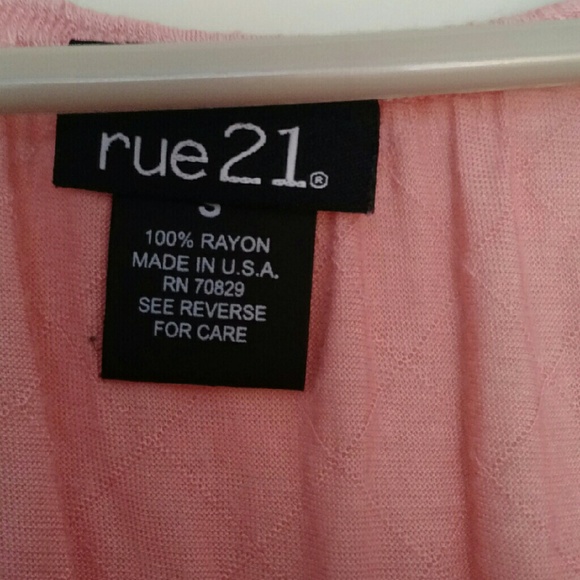 rue21®
S
100% RAYON
MADE IN U.S.A.
RN 70829
SEE REVERSE
FOR CARE